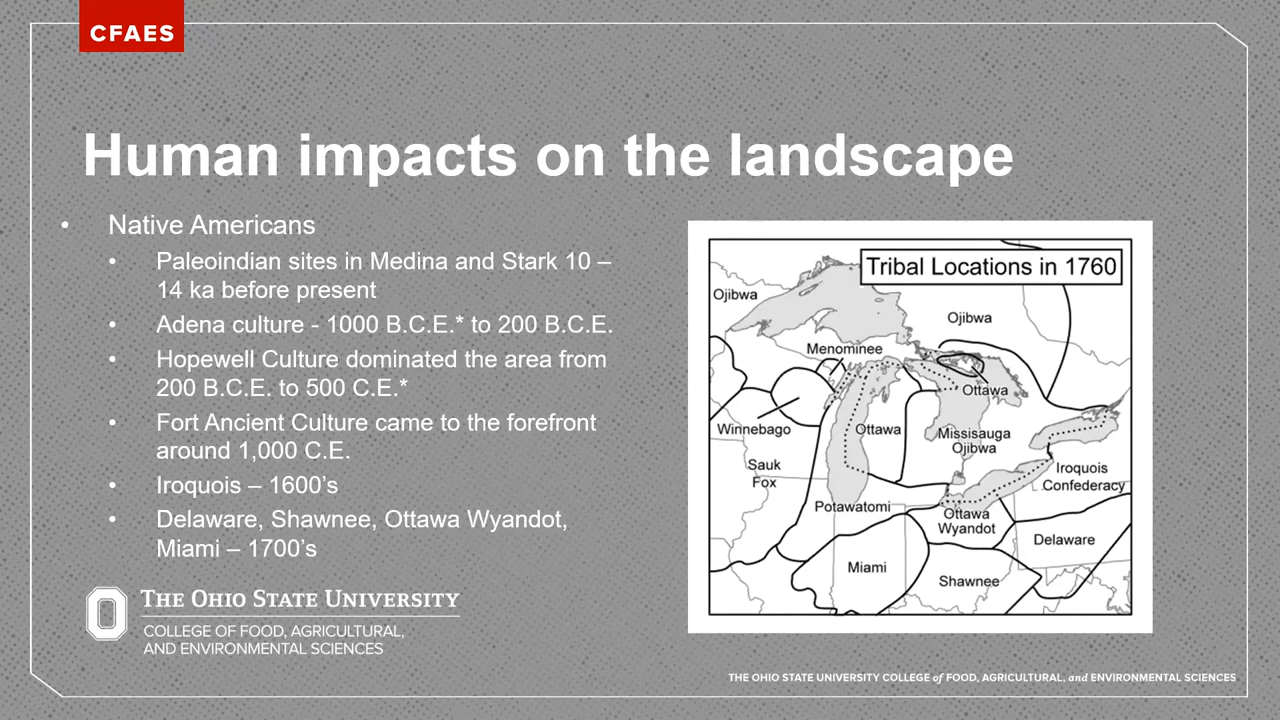 CFAES
Human impacts on the landscape
• Native Americans
• Paleoindian sites in Medina and Stark 10 –
14 ka before present
• Adena culture - 1000 B.C.E.* to 200 B.C.E.
• Hopewell Culture dominated the area from
200 B.C.E. to 500 C.E.*
• Fort Ancient Culture came to the forefront
around 1,000 C.E.
• Iroquois – 1600’s
• Delaware, Shawnee, Ottawa Wyandot,
Miami – 1700’s
Tribal Locations in 1760
Ojibwa
Ojibwa
Menominee
Ottawa
Winnebago
Ottawa
Missisauga
Ojibwa
Sauk
Fox
Iroquois
Confederacy
Potawatomi
Ottawa
Wyandot
Delaware
Miami
Shawnee
THE OHIO STATE UNIVERSITY
COLLEGE OF FOOD, AGRICULTURAL,
AND ENVIRONMENTAL SCIENCES
THE OHIO STATE UNIVERSITY COLLEGE of FOOD, AGRICULTURAL, and ENVIRONMENTAL SCIENCES